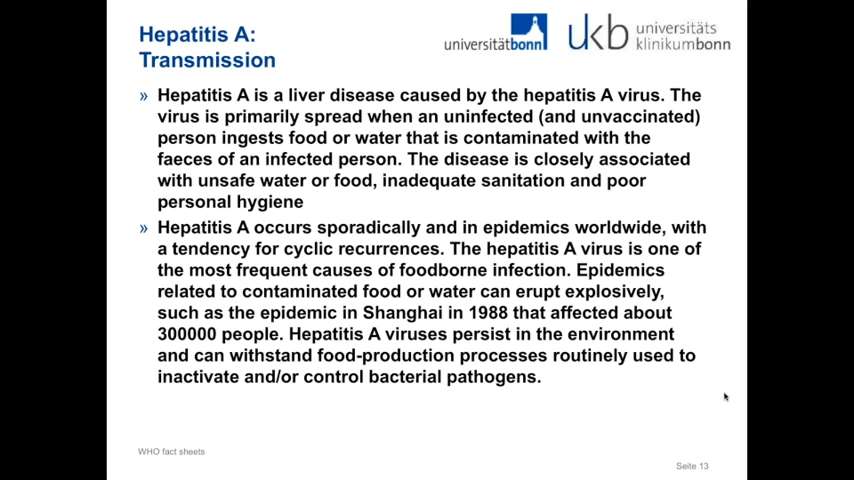 Hepatitis A:
Transmission
universitätbonn
ukb universitäts
klinikumbonn
» Hepatitis A is a liver disease caused by the hepatitis A virus. The
virus is primarily spread when an uninfected (and unvaccinated)
person ingests food or water that is contaminated with the
faeces of an infected person. The disease is closely associated
with unsafe water or food, inadequate sanitation and poor
personal hygiene
» Hepatitis A occurs sporadically and in epidemics worldwide, with
a tendency for cyclic recurrences. The hepatitis A virus is one of
the most frequent causes of foodborne infection. Epidemics
related to contaminated food or water can erupt explosively,
such as the epidemic in Shanghai in 1988 that affected about
300000 people. Hepatitis A viruses persist in the environment
and can withstand food-production processes routinely used to
inactivate and/or control bacterial pathogens.
WHO fact sheets
Seite 13